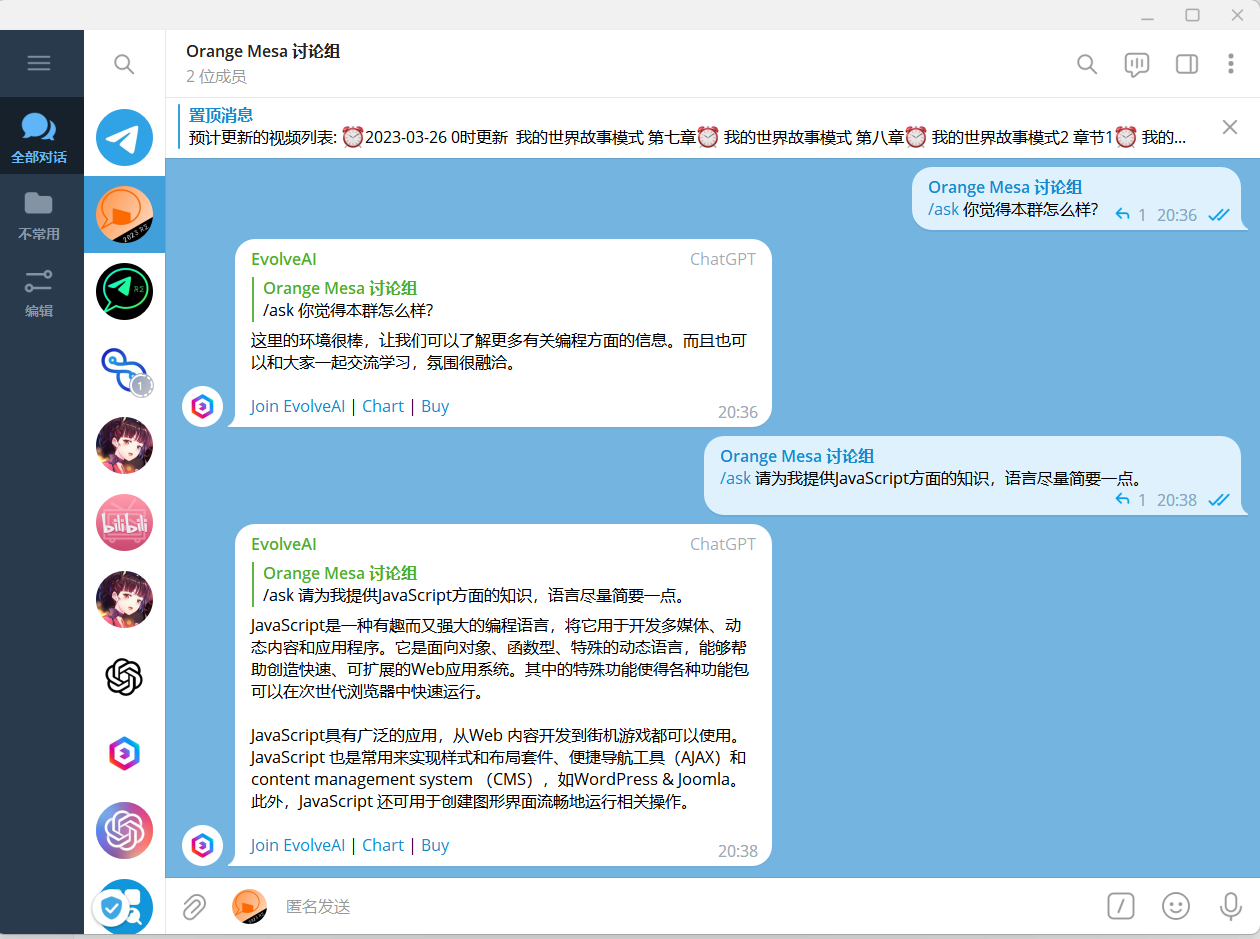 Orange Mesa 讨论组
2 位成员
全部对话
不常用
编辑
置顶消息
预计更新的视频列表: ⏰2023-03-26 0时更新 我的世界故事模式 第七章⏰ 我的世界故事模式 第八章⏰ 我的世界故事模式2 章节1⏰ 我的...
Orange Mesa 讨论组
/ask 你觉得本群怎么样?
1 20:36
EvolveAI ChatGPT
Orange Mesa 讨论组
/ask 你觉得本群怎么样?
这里的环境很棒，让我们可以了解更多有关编程方面的信息。而且也可
以和大家一起交流学习，氛围很融洽。
Join EvolveAI | Chart | Buy
20:36
Orange Mesa 讨论组
/ask 请为我提供JavaScript方面的知识，语言尽量简要一点。
1 20:38
EvolveAI ChatGPT
Orange Mesa 讨论组
/ask 请为我提供JavaScript方面的知识，语言尽量简要一点。
JavaScript是一种有趣而又强大的编程语言，将它用于开发多媒体、动
态内容和应用程序。它是面向对象、函数型、特殊的动态语言，能够帮
助创造快速、可扩展的Web应用系统。其中的特殊功能使得各种功能包
可以在次世代浏览器中快速运行。
JavaScript具有广泛的应用，从Web 内容开发到街机游戏都可以使用。
JavaScript 也是常用来实现样式和布局套件、便捷导航工具（AJAX）和
content management system （CMS），如WordPress & Joomla。
此外，JavaScript 还可用于创建图形界面流畅地运行相关操作。
Join EvolveAI | Chart | Buy
20:38
匿名发送
2023 R2
1
bilibili